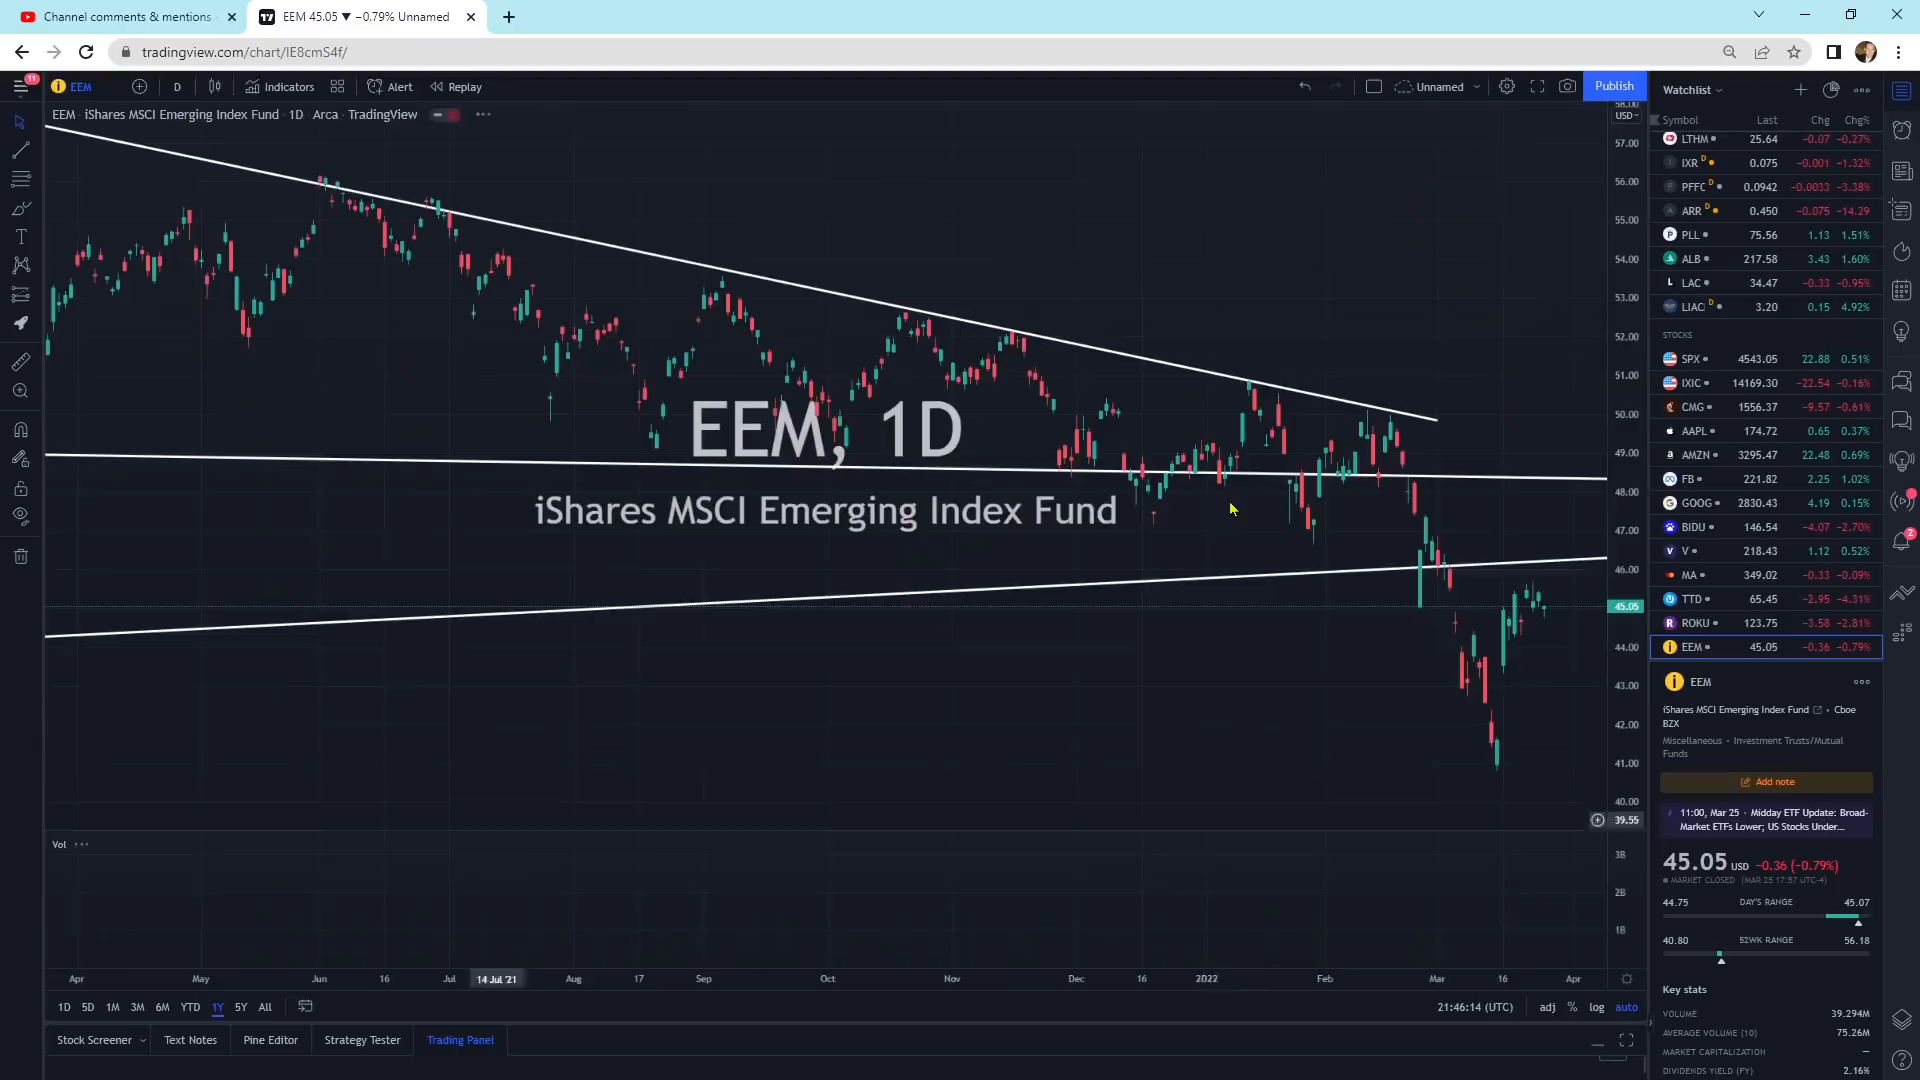 Channel comments & mentions
EEM 45.05 ▼ −0.79% Unnamed
tradingview.com/chart/IE8cmS4f/
11
EEM
D
Indicators
Alert
Replay
Unnamed
Publish
EEM · iShares MSCI Emerging Index Fund · 1D · Arca · TradingView
USD
58.00
57.00
56.00
55.00
54.00
53.00
52.00
51.00
50.00
49.00
48.00
47.00
46.00
45.05
44.00
43.00
42.00
41.00
40.00
39.55
EEM, 1D
iShares MSCI Emerging Index Fund
Vol
3B
2B
1B
Apr May Jun 16 Jul 14 Jul '21 Aug 17 Sep Oct Nov Dec 16 2022 Feb Mar 16 Apr
1D 5D 1M 3M 6M YTD 1Y 5Y All
21:46:14 (UTC) adj % log auto
Stock Screener Text Notes Pine Editor Strategy Tester Trading Panel
Watchlist
Symbol Last Chg Chg%
LTHM 25.64 −0.07 −0.27%
IXR D 0.075 −0.001 −1.32%
PFFC D 0.0942 −0.0033 −3.38%
ARR D 0.450 −0.075 −14.29
PLL 75.56 1.13 1.51%
ALB 217.58 3.43 1.60%
LAC 34.47 −0.33 −0.95%
LIAC D 3.20 0.15 4.92%
STOCKS
SPX 4543.05 22.88 0.51%
IXIC 14169.30 −22.54 −0.16%
CMG 1556.37 −9.57 −0.61%
AAPL 174.72 0.65 0.37%
AMZN 3295.47 22.48 0.69%
FB 221.82 2.25 1.02%
GOOG 2830.43 4.19 0.15%
BIDU 146.54 −4.07 −2.70%
V 218.43 1.12 0.52%
MA 349.02 −0.33 −0.09%
TTD 65.45 −2.95 −4.31%
ROKU 123.75 −3.58 −2.81%
EEM 45.05 −0.36 −0.79%
EEM
iShares MSCI Emerging Index Fund • Cboe
BZX
Miscellaneous • Investment Trusts/Mutual
Funds
Add note
11:00, Mar 25 · Midday ETF Update: Broad-
Market ETFs Lower; US Stocks Under...
45.05 USD −0.36 (−0.79%)
MARKET CLOSED (MAR 25 17:57 UTC-4)
44.75 DAY'S RANGE 45.07
40.80 52WK RANGE 56.18
Key stats
VOLUME 39.294M
AVERAGE VOLUME (10) 75.26M
MARKET CAPITALIZATION —
DIVIDENDS YIELD (FY) 2.16%
2